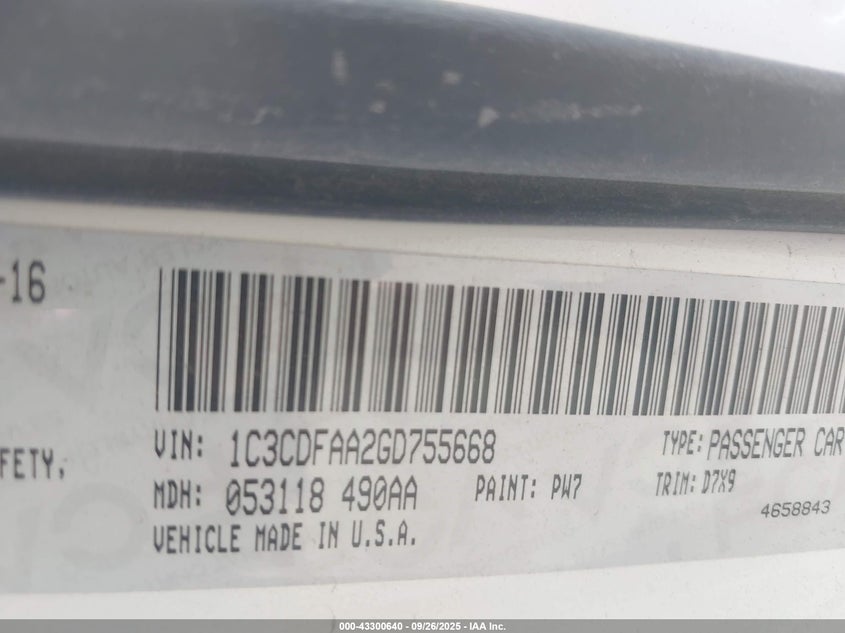 -16
FETY,
VIN: 1C3CDFAA2GD755668
TYPE: PASSENGER CAR
MDH: 053118 490AA
PAINT: PW7
TRIM: D7X9
VEHICLE MADE IN U.S.A.
4658843
000-43300640 - 09/26/2025 - IAA Inc.